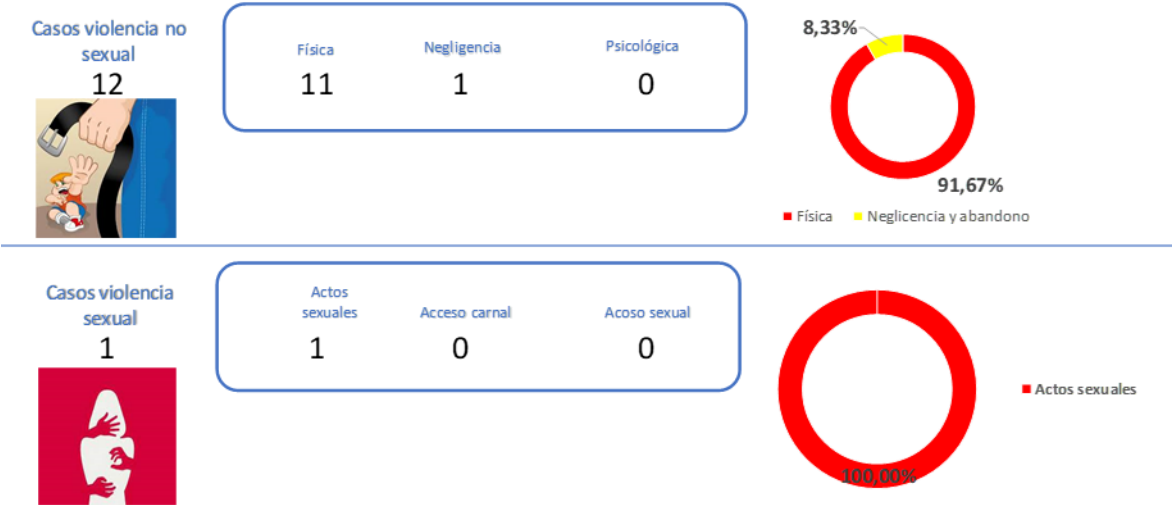 Casos violencia no
sexual
12
Física
Negligencia
Psicológica
11
1
0
8,33%
91,67%
Física
Neglicencia y abandono
Casos violencia
sexual
1
Actos
sexuales
Acceso carnal
Acoso sexual
1
0
0
Actos sexuales
100,00%